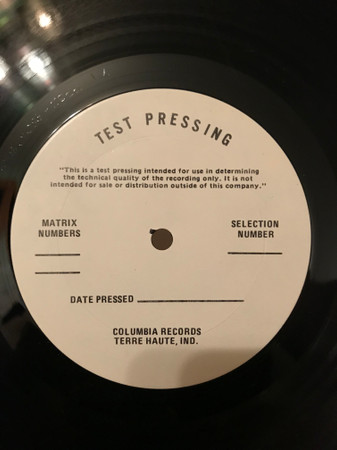 TEST PRESSING
"This is a test pressing intended for use in determining
the technical quality of the recording only. It is not
intended for sale or distribution outside of this company."
MATRIX
NUMBERS
SELECTION
NUMBER
DATE PRESSED
COLUMBIA RECORDS
TERRE HAUTE, IND.